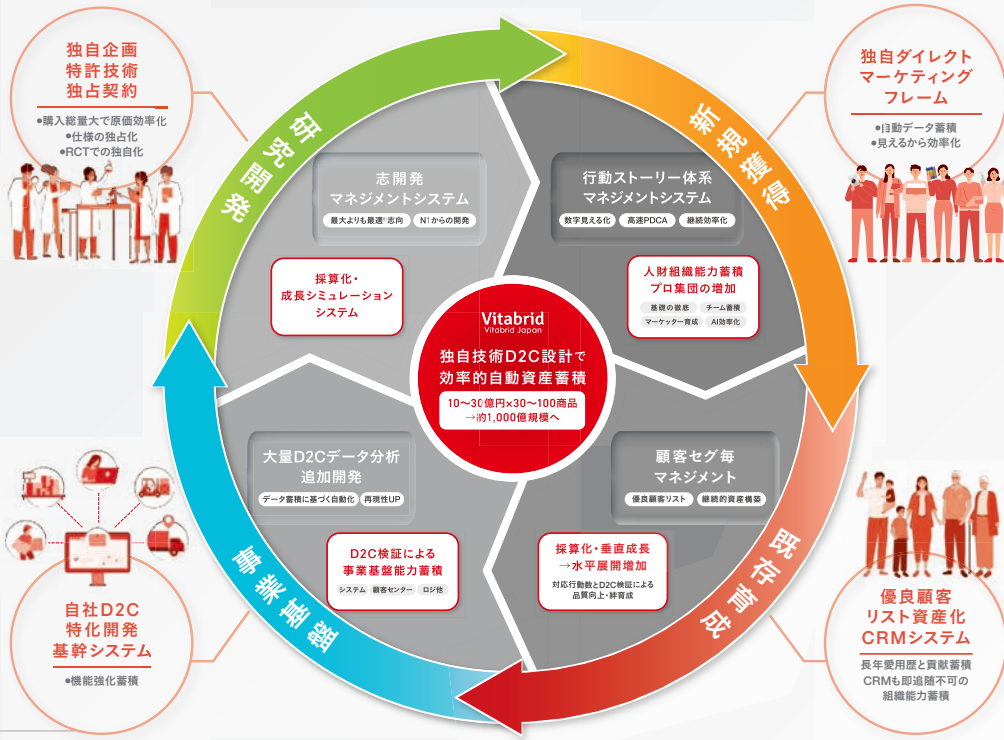 独自企画
特許技術
独占契約
●購入総量大で原価効率化
●仕様の独占化
●RCTでの独自化
独自ダイレクト
マーケティング
フレーム
●自動データ蓄積
●見えるから効率化
研究開発
新規獲得
志開発
マネジメントシステム
最大よりも最速!志向
N1からの開発
採算化・
成長シミュレーション
システム
行動ストーリー体系
マネジメントシステム
数字見える化
高速PDCA
継続効率化
人財組織能力蓄積
プロ集団の増加
基礎の徹底
チーム蓄積
マーケッター育成
AI効率化
Vitabrid
Vitabrid Japan
独自技術D2C設計で
効率的自動資産蓄積
10〜30億円×30〜100商品
→約1,000億規模へ
大量D2Cデータ分析
追加開発
データ蓄積に基づく自動化
再現性UP
D2C検証による
事業基盤能力蓄積
システム
顧客センター
ロジ他
顧客セグ毎
マネジメント
優良顧客リスト
継続的資産構築
採算化・垂直成長
→水平展開増加
対応行動数とD2C検証による
品質向上・絆育成
事業基盤
既存育成
自社D2C
特化開発
基幹システム
●機能強化蓄積
優良顧客
リスト資産化
CRMシステム
長年愛用歴と貢献蓄積
CRMも即追随不可の
組織能力蓄積